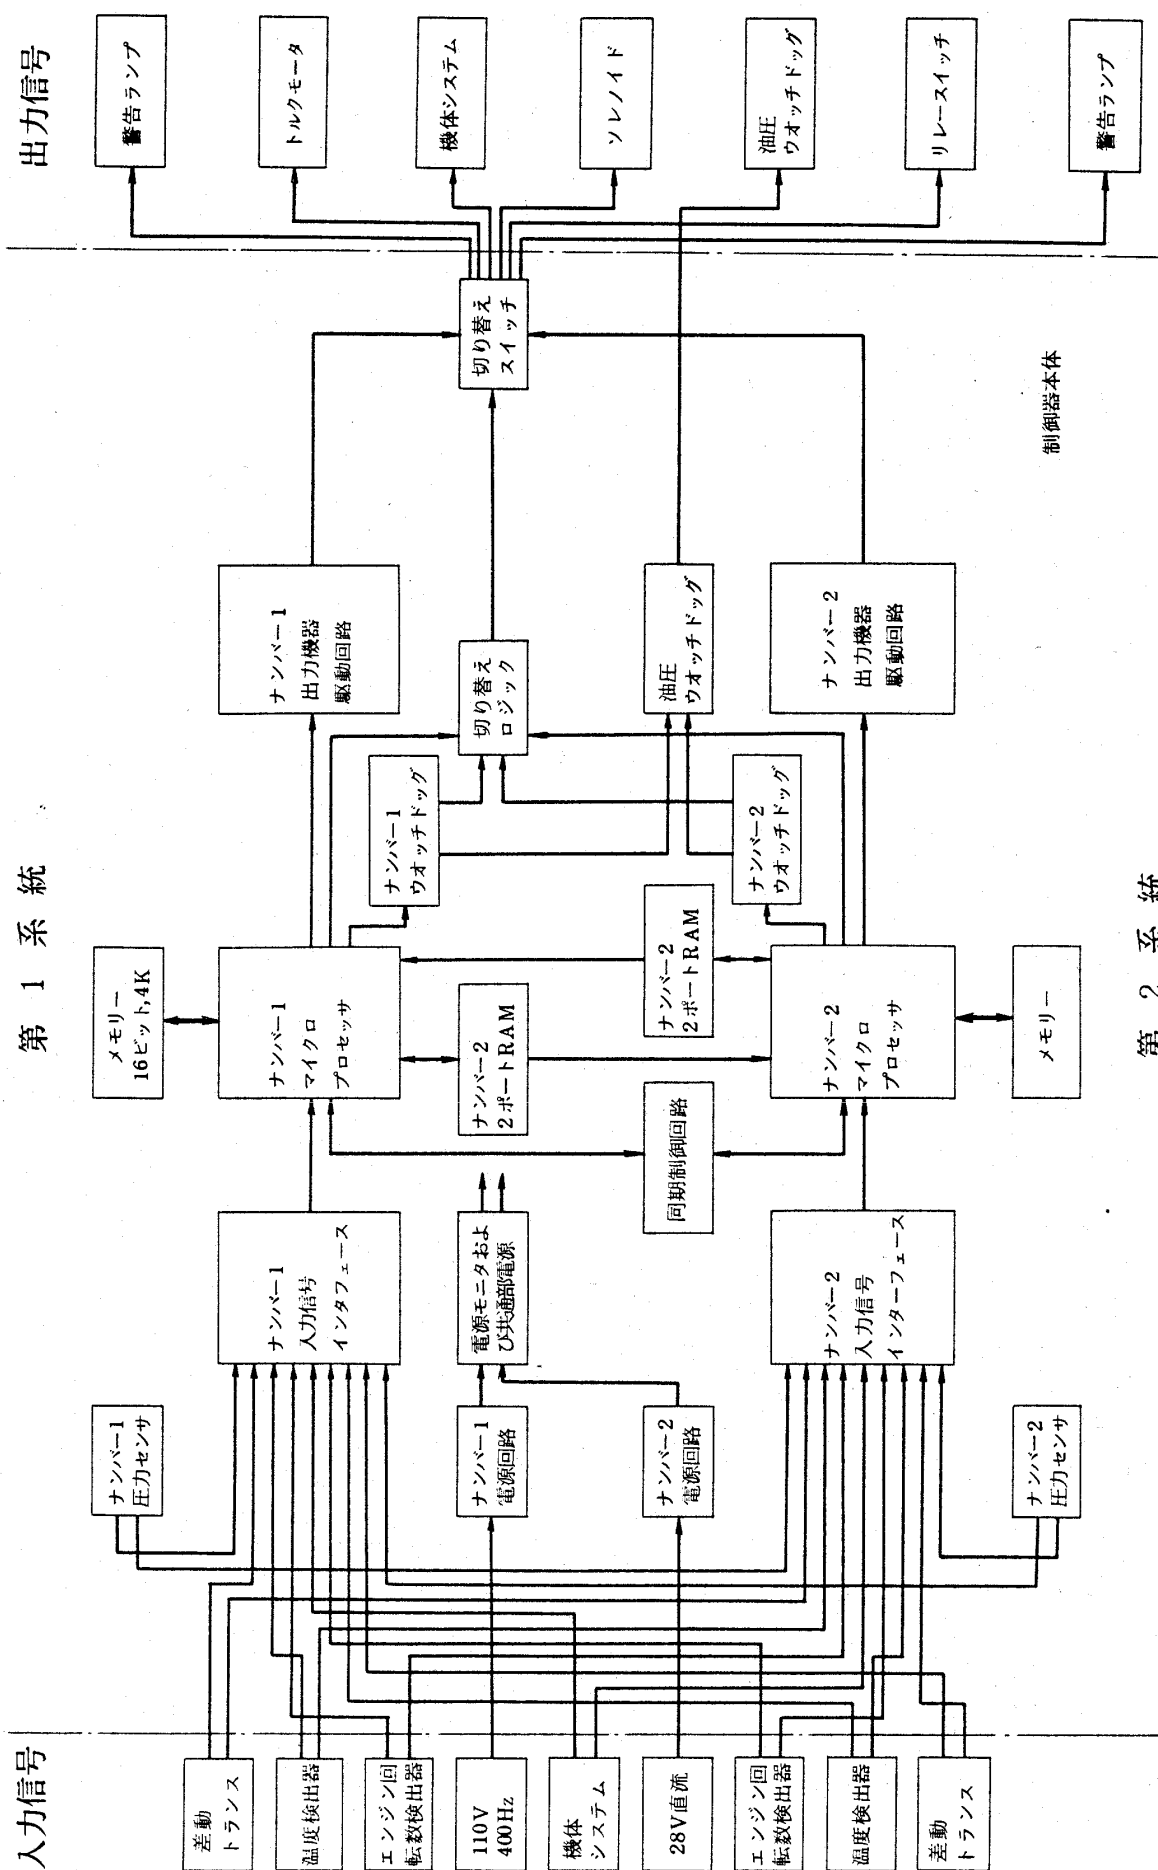 入力信号
第 1 系 統
出力信号
差動
トランス
温度検出器
エンジン回
転数検出器
110V
400Hz
機体
システム
28V直流
エンジン回
転数検出器
温度検出器
差動
トランス
ナンバー1
圧力センサ
ナンバー1
電源回路
ナンバー2
電源回路
ナンバー2
圧力センサ
ナンバー1
入力信号
インタフェース
電源モニタおよ
び共通部電源
同期制御回路
ナンバー2
入力信号
インターフェース
メモリー
16ビット,4K
ナンバー1
マイクロ
プロセッサ
ナンバー2
2ポートRAM
ナンバー2
2ポートRAM
ナンバー2
マイクロ
プロセッサ
メモリー
ナンバー1
ウオッチドッグ
ナンバー2
ウオッチドッグ
ナンバー1
出力機器
駆動回路
切り替え
ロジック
油圧
ウオッチドッグ
ナンバー2
出力機器
駆動回路
切り替え
スイッチ
制御器本体
警告ランプ
トルクモータ
機体システム
ソレノイド
油圧
ウオッチドッグ
リレースイッチ
警告ランプ
第 2 系 統